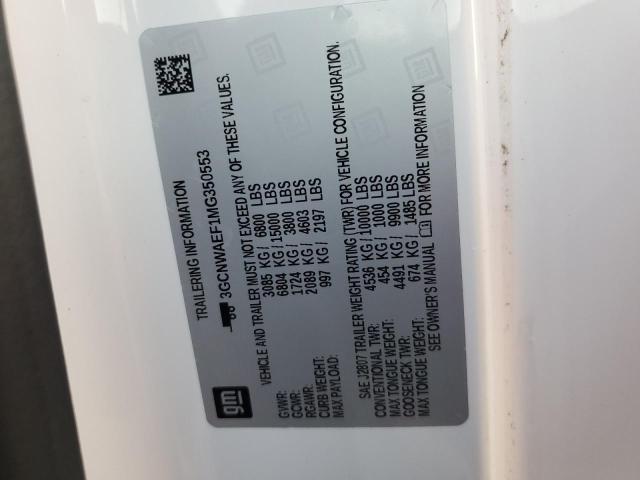 gm
TRAILERING INFORMATION
3GCNWAEF1MG350553
VEHICLE AND TRAILER MUST NOT EXCEED ANY OF THESE VALUES.
GVWR: 3085 KG / 6800 LBS
GCWR: 6804 KG / 15000 LBS
RGAWR: 1724 KG / 3800 LBS
CURB WEIGHT: 2089 KG / 4603 LBS
MAX PAYLOAD: 997 KG / 2197 LBS
SAE J2807 TRAILER WEIGHT RATING (TWR) FOR VEHICLE CONFIGURATION.
CONVENTIONAL TWR: 4536 KG / 10000 LBS
MAX TONGUE WEIGHT: 454 KG / 1000 LBS
GOOSENECK TWR: 4491 KG / 9900 LBS
MAX TONGUE WEIGHT: 674 KG / 1485 LBS
SEE OWNER'S MANUAL FOR MORE INFORMATION